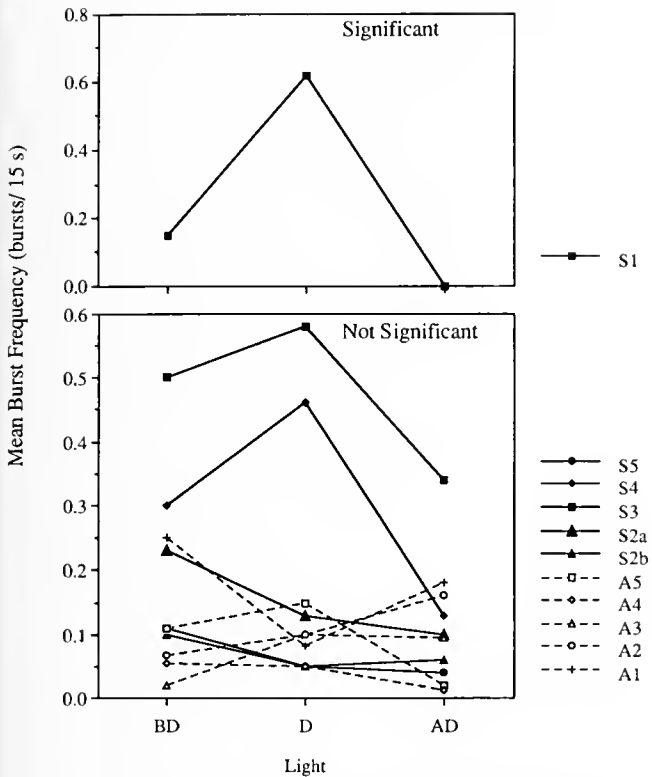 0.8
Significant
0.6
0.4
0.2
0.0
S1
Mean Burst Frequency (bursts/ 15 s)
0.6
Not Significant
0.5
0.4
0.3
0.2
0.1
0.0
S5
S4
S3
S2a
S2b
A5
A4
A3
A2
A1
BD D AD
Light